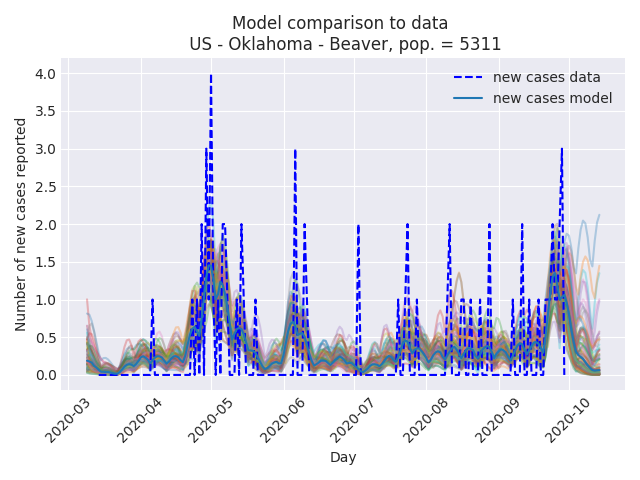 Model comparison to data
US - Oklahoma - Beaver, pop. = 5311
new cases data
new cases model
Number of new cases reported
4.0
3.5
3.0
2.5
2.0
1.5
1.0
0.5
0.0
2020-03
2020-04
2020-05
2020-06
2020-07
2020-08
2020-09
2020-10
Day